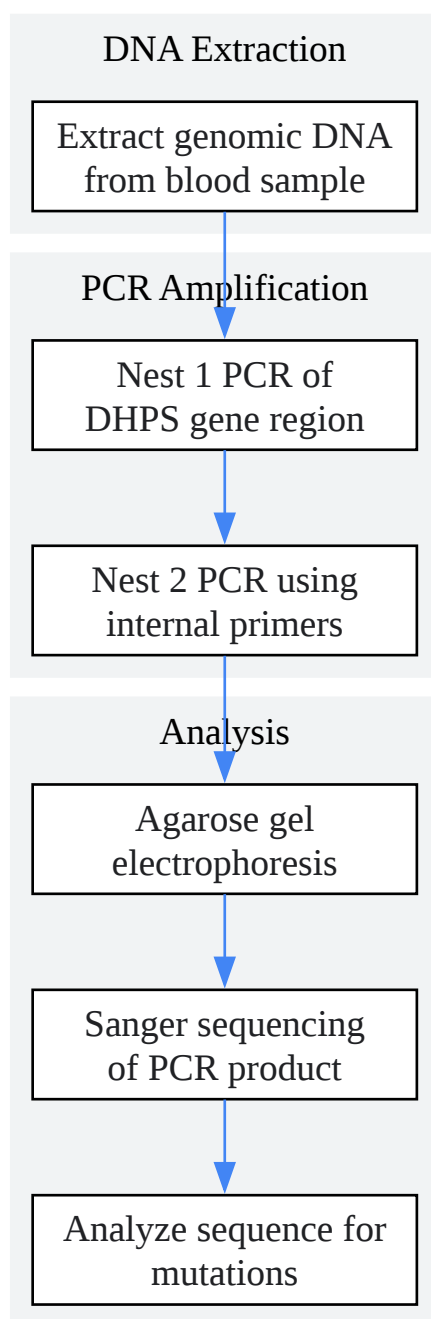 DNA Extraction
Extract genomic DNA
from blood sample
PCR Amplification
Nest 1 PCR of
DHPS gene region
Nest 2 PCR using
internal primers
Analysis
Agarose gel
electrophoresis
Sanger sequencing
of PCR product
Analyze sequence for
mutations